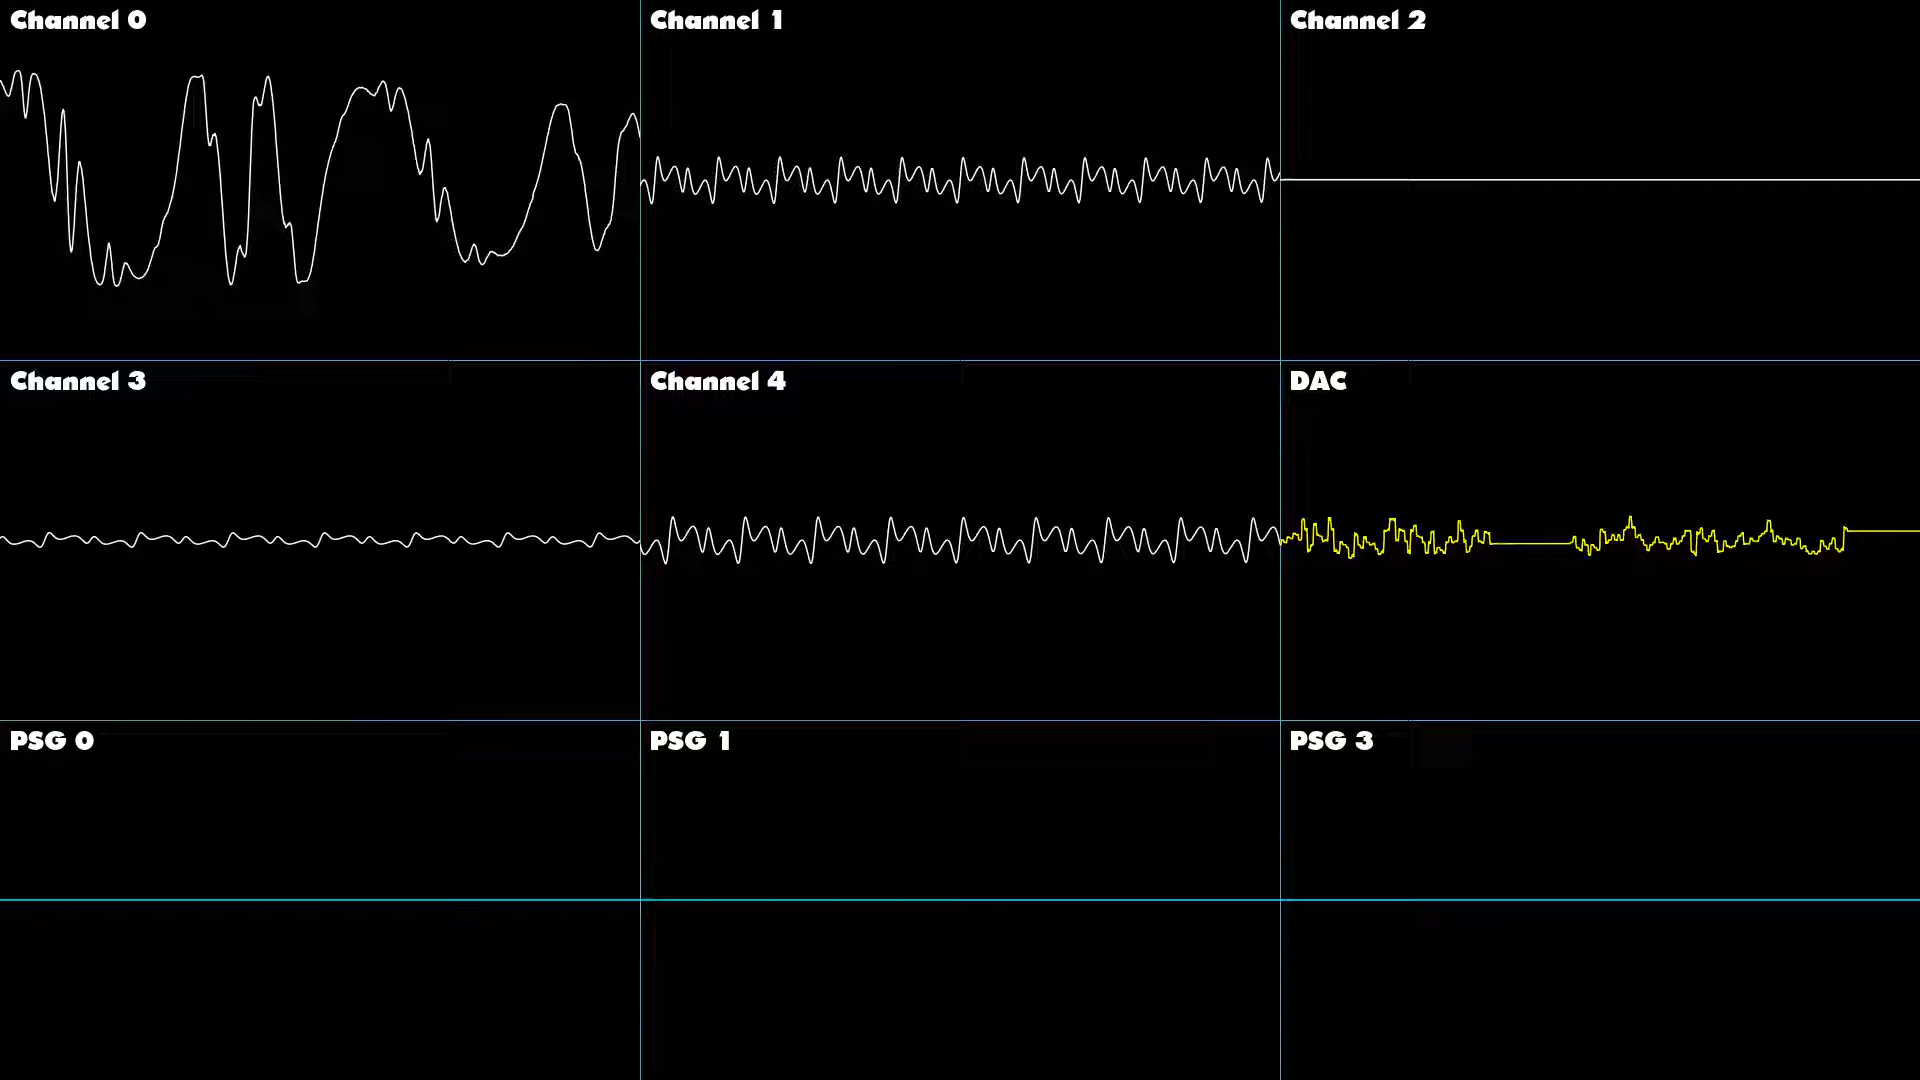 Channel 0
Channel 1
Channel 2
Channel 3
Channel 4
DAC
PSG 0
PSG 1
PSG 3